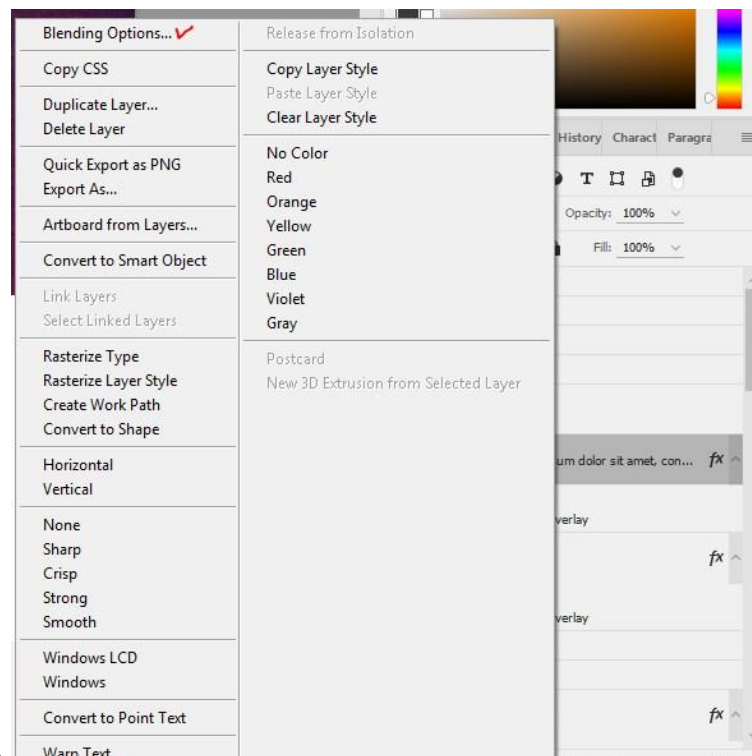 Blending Options...
Copy CSS
Duplicate Layer...
Delete Layer
Quick Export as PNG
Export As...
Artboard from Layers...
Convert to Smart Object
Link Layers
Select Linked Layers
Rasterize Type
Rasterize Layer Style
Create Work Path
Convert to Shape
Horizontal
Vertical
None
Sharp
Crisp
Strong
Smooth
Windows LCD
Windows
Convert to Point Text
Warp Text
Release from Isolation
Copy Layer Style
Paste Layer Style
Clear Layer Style
No Color
Red
Orange
Yellow
Green
Blue
Violet
Gray
Postcard
New 3D Extrusion from Selected Layer
History Charact Paragra
T
Opacity: 100%
Fill: 100%
um dolor sit amet, con... fx
verlay
fx
verlay
fx